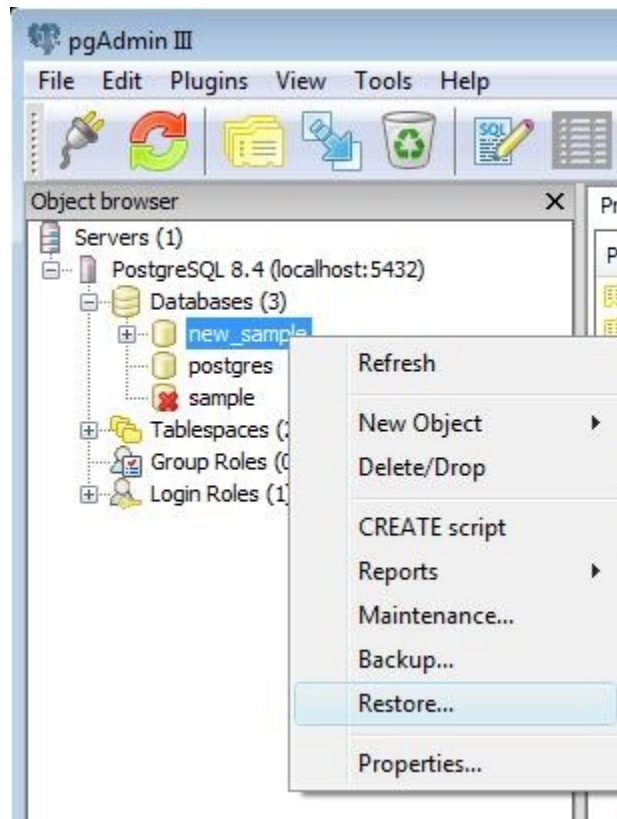 pgAdmin III
File Edit Plugins View Tools Help
SQL
Object browser
Servers (1)
PostgreSQL 8.4 (localhost:5432)
Databases (3)
new_sample
postgres
sample
Tablespaces
Group Roles
Login Roles (1)
Refresh
New Object
Delete/Drop
CREATE script
Reports
Maintenance...
Backup...
Restore...
Properties...